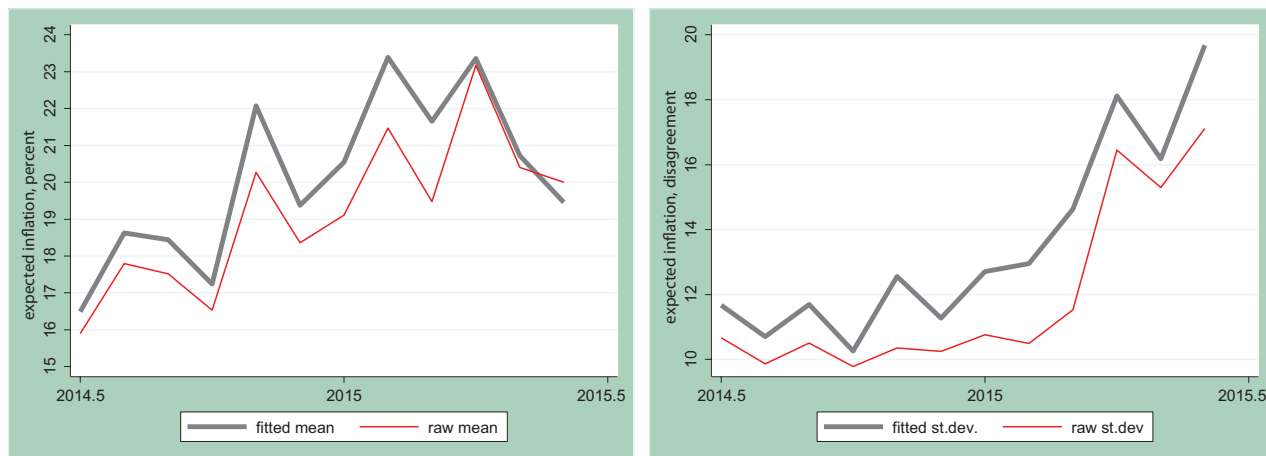 expected inflation, percent
24
23
22
21
20
19
18
17
16
15
2014.5 2015 2015.5
fitted mean raw mean
expected inflation, disagreement
20
18
16
14
12
10
2014.5 2015 2015.5
fitted st.dev. raw st.dev